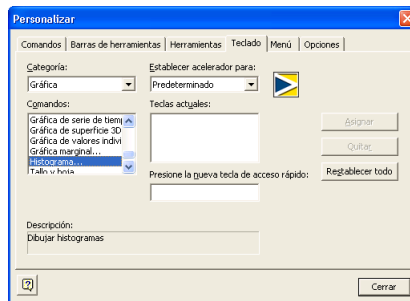 Personalizar
Comandos Barras de herramientas Herramientas Teclado Menú Opciones
Categoría:
Establecer acelerador para:
Gráfica
Predeterminado
Comandos:
Teclas actuales:
Gráfica de serie de tiemp
Gráfica de superficie 3D
Gráfica de valores indivi
Gráfica marginal...
Histograma...
Tallo y hoja
Asignar
Quitar
Restablecer todo
Presione la nueva tecla de acceso rápido:
Descripción:
Dibujar histogramas
Cerrar